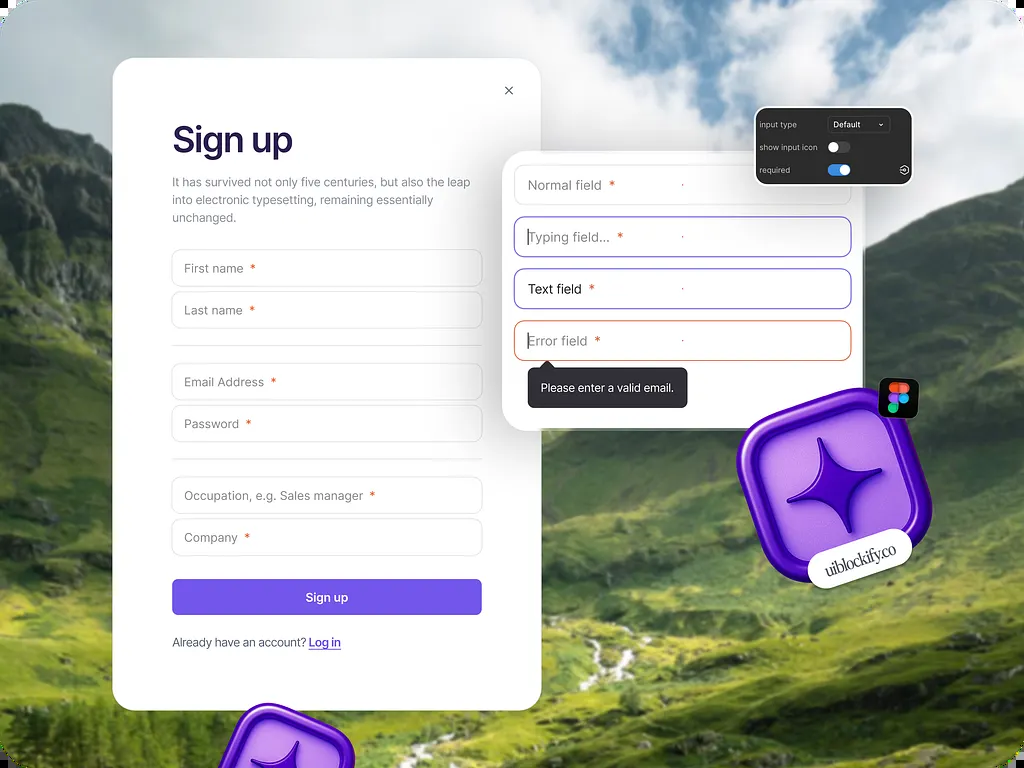 Sign up
It has survived not only five centuries, but also the leap
into electronic typesetting, remaining essentially
unchanged.
First name *
Last name *
Email Address *
Password *
Occupation, e.g. Sales manager *
Company *
Sign up
Already have an account? Log in
input type Default
show input icon
required
Normal field *
Typing field... *
Text field *
Error field *
Please enter a valid email.
uiblockify.co